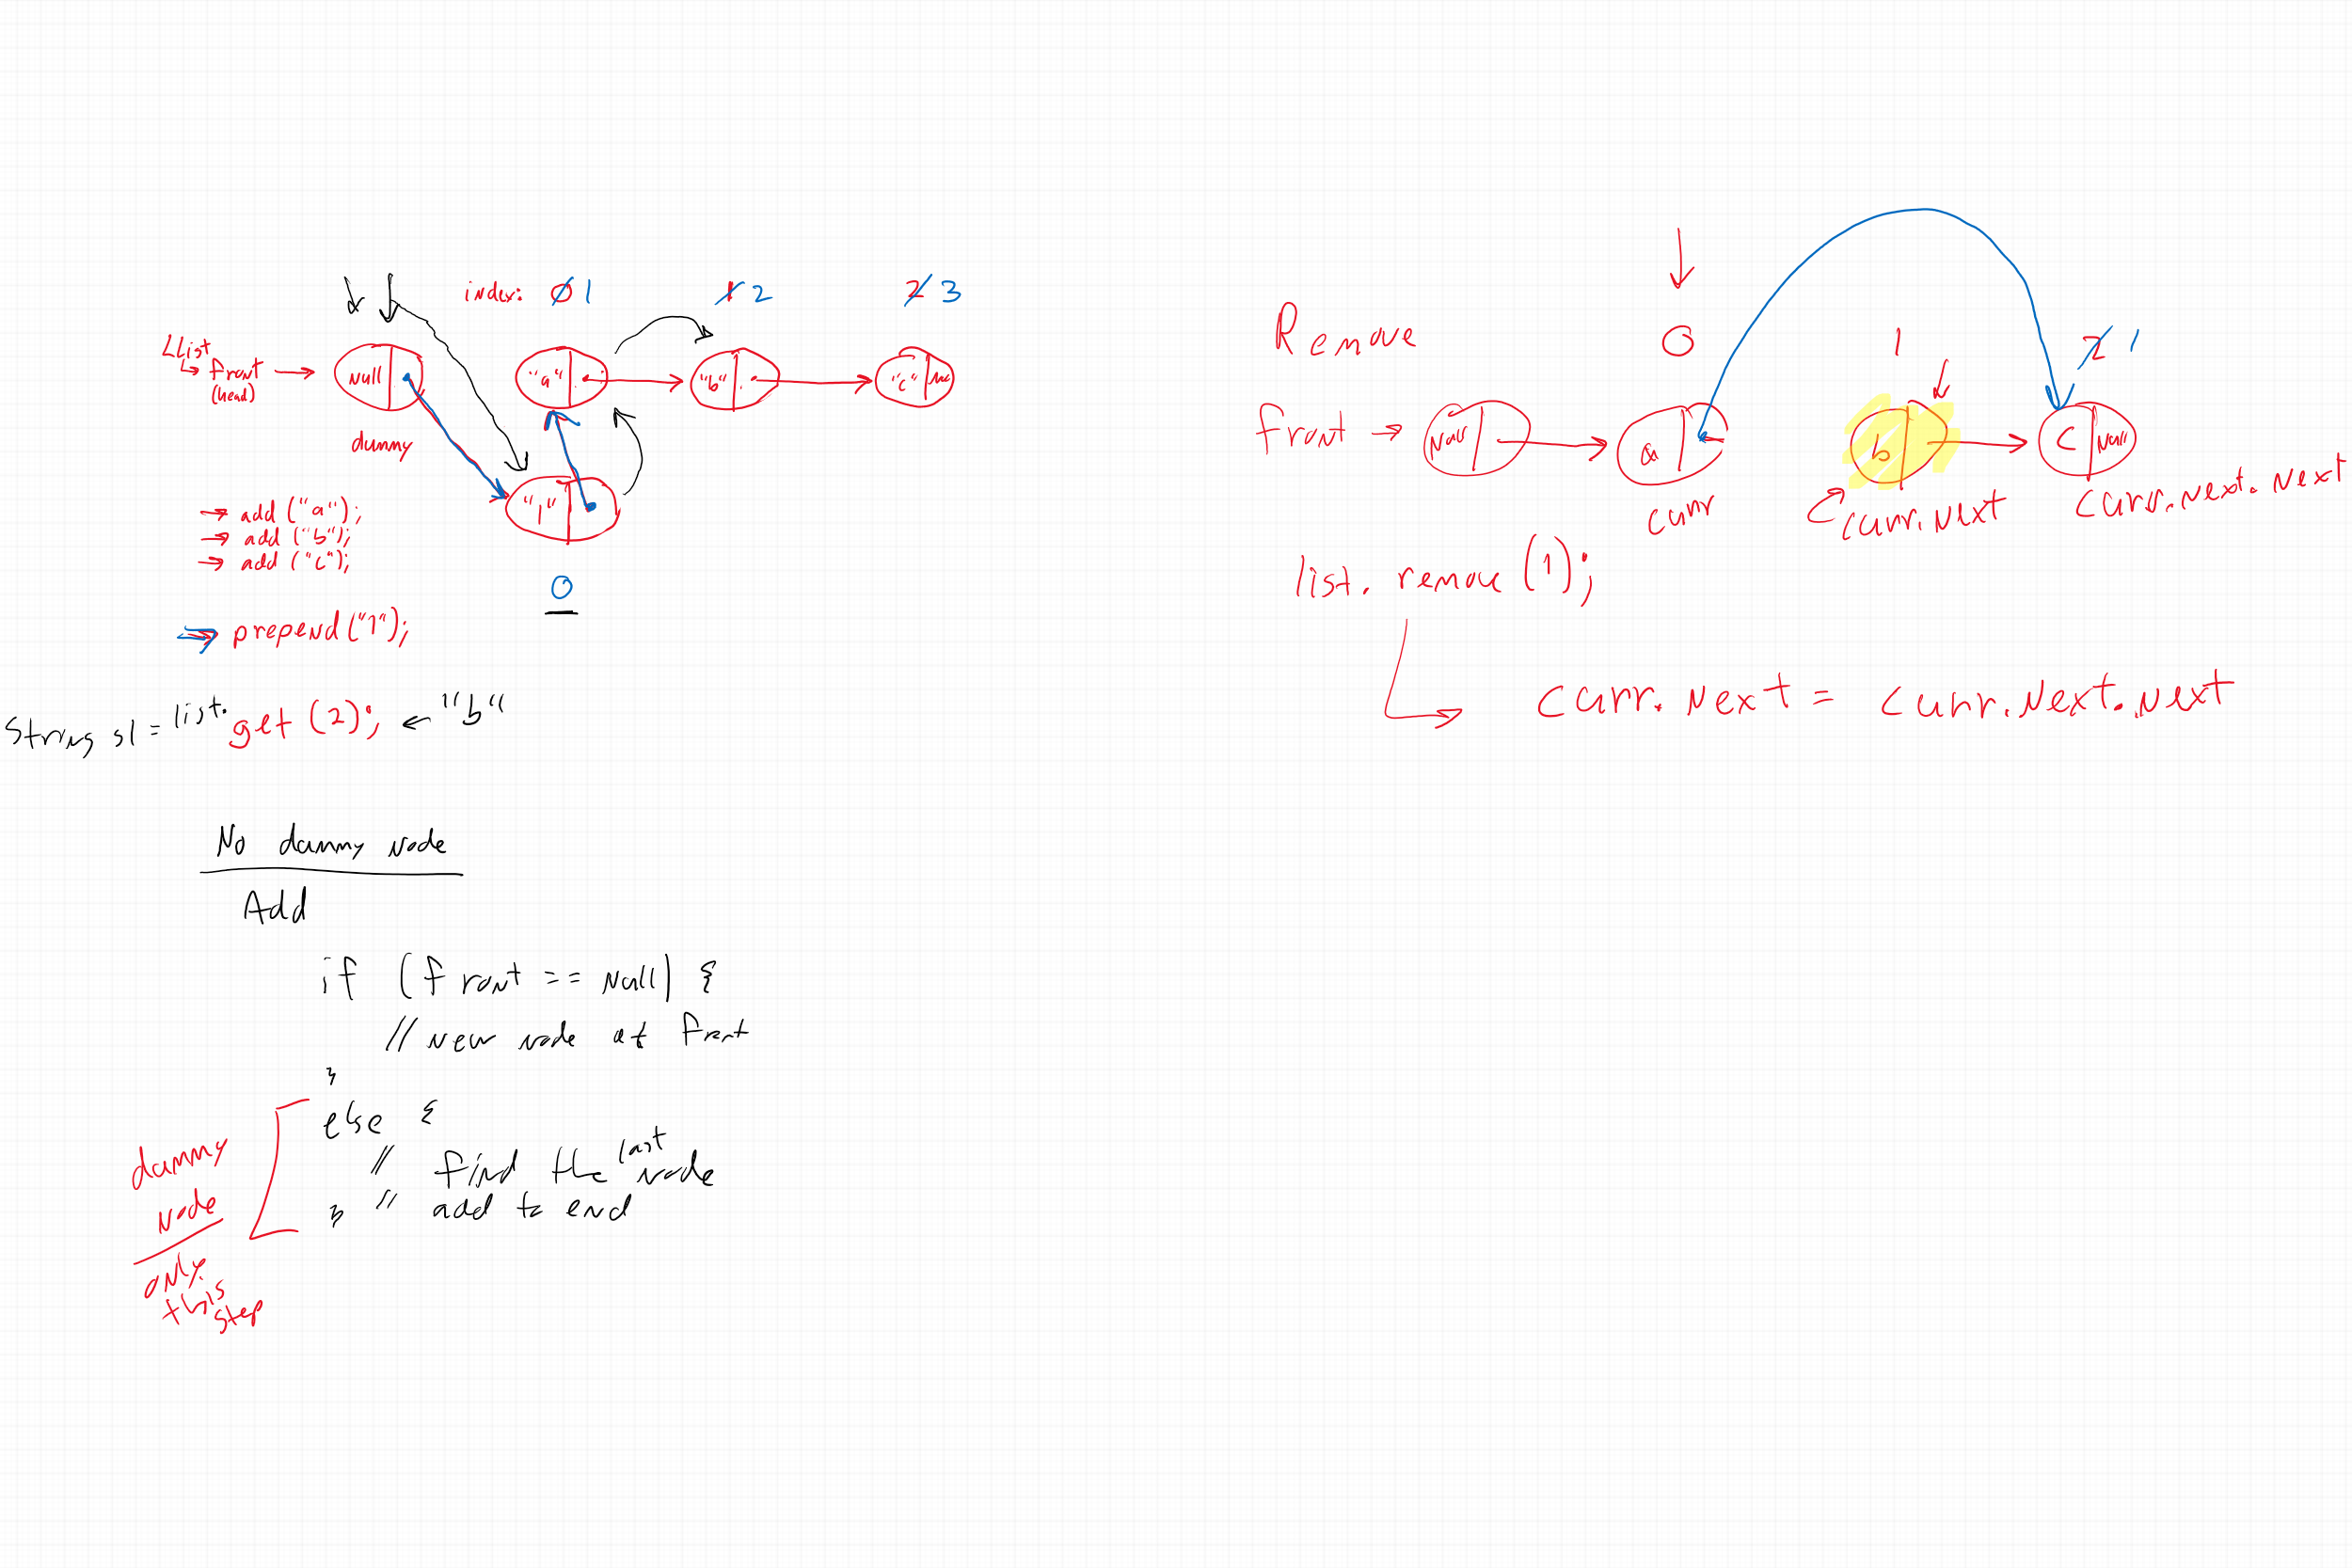 index: 0 1 1 2 2 3
LList
front
(head)
Null
"a"
"b"
"c"
dummy
"1"
0
add ("a");
add ("b");
add ("c");
prepend ("1");
String s1 = list. get (2); ← "b"
No dummy node
Add
if (front == null) {
// new node at front
}
else {
// find the last node
} // add to end
dummy
node
only
this
step
Remove
0 1 2 1
front → Null
a
b
c Null
curr
curr.next
curr.next.next
list. remove (1);
curr. next = curr.next.next